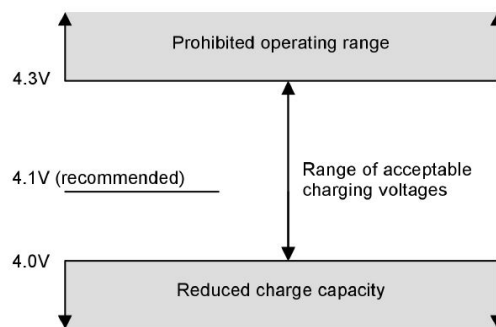 Prohibited operating range
4.3V
4.1V (recommended)
Range of acceptable
charging voltages
4.0V
Reduced charge capacity